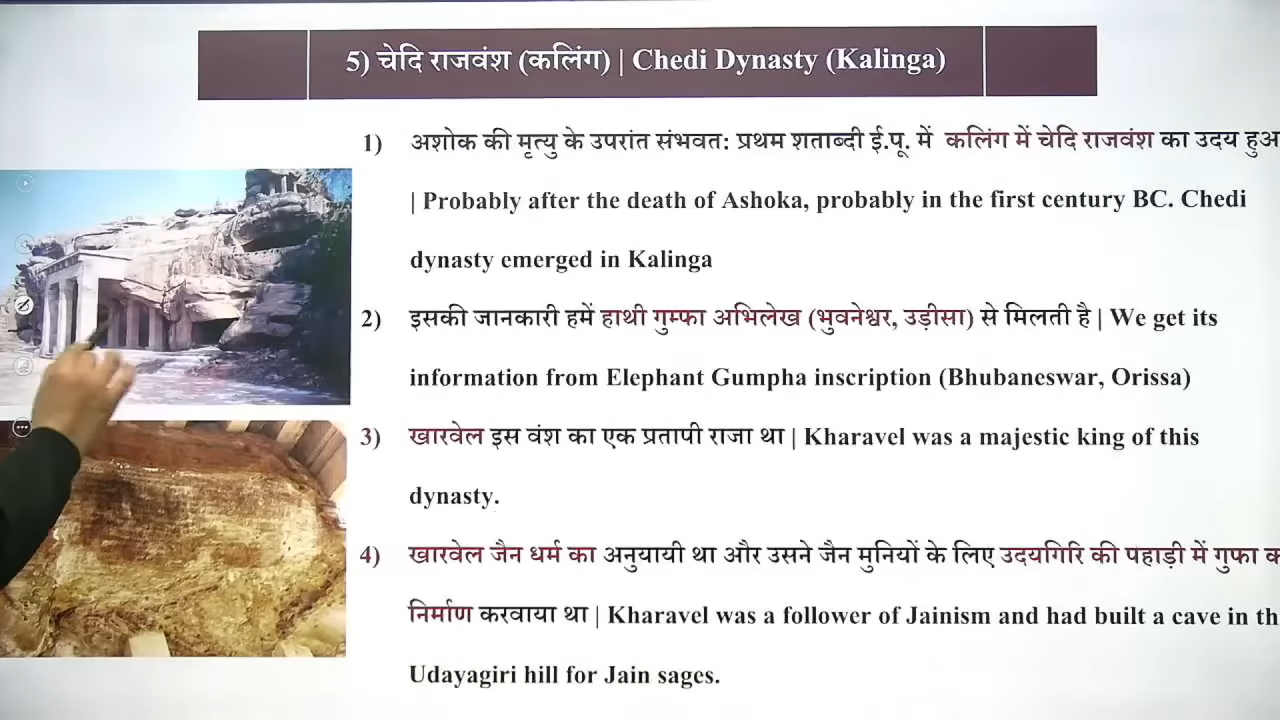 5) चेदि राजवंश (कलिंग) | Chedi Dynasty (Kalinga)
1) अशोक की मृत्यु के उपरांत संभवत: प्रथम शताब्दी ई.पू. में कलिंग में चेदि राजवंश का उदय हुअ
| Probably after the death of Ashoka, probably in the first century BC. Chedi
dynasty emerged in Kalinga
2) इसकी जानकारी हमें हाथी गुम्फा अभिलेख (भुवनेश्वर, उड़ीसा) से मिलती है | We get its
information from Elephant Gumpha inscription (Bhubaneswar, Orissa)
3) खारवेल इस वंश का एक प्रतापी राजा था | Kharavel was a majestic king of this
dynasty.
4) खारवेल जैन धर्म का अनुयायी था और उसने जैन मुनियों के लिए उदयगिरि की पहाड़ी में गुफा क
निर्माण करवाया था | Kharavel was a follower of Jainism and had built a cave in th
Udayagiri hill for Jain sages.